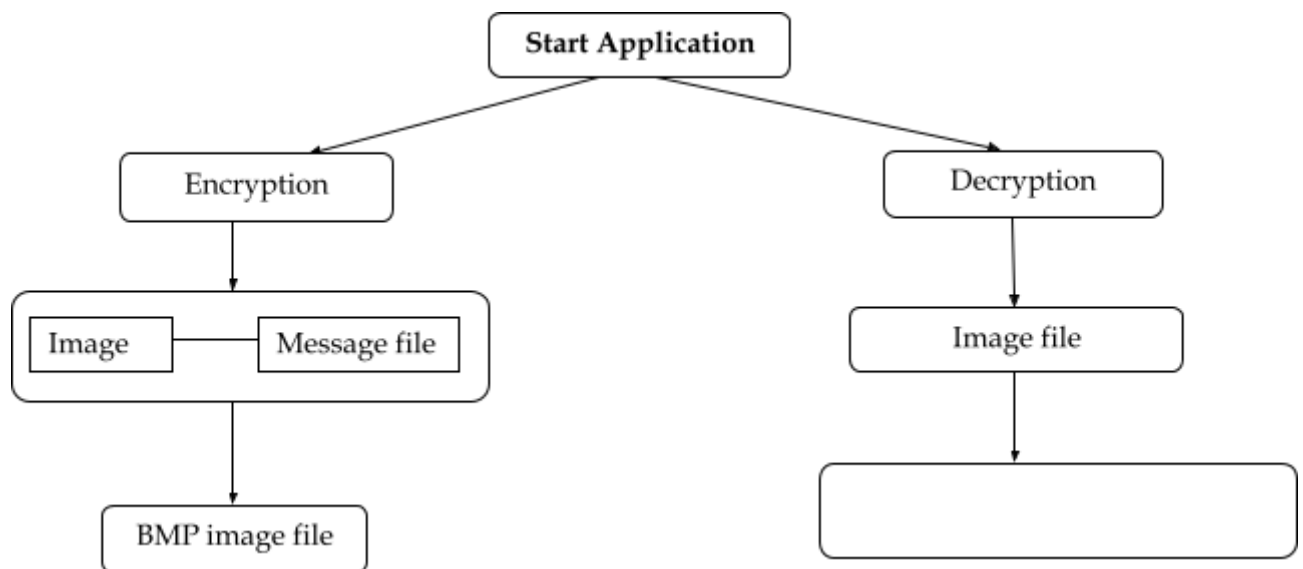 Start Application
Encryption
Decryption
Image
Message file
Image file
BMP image file